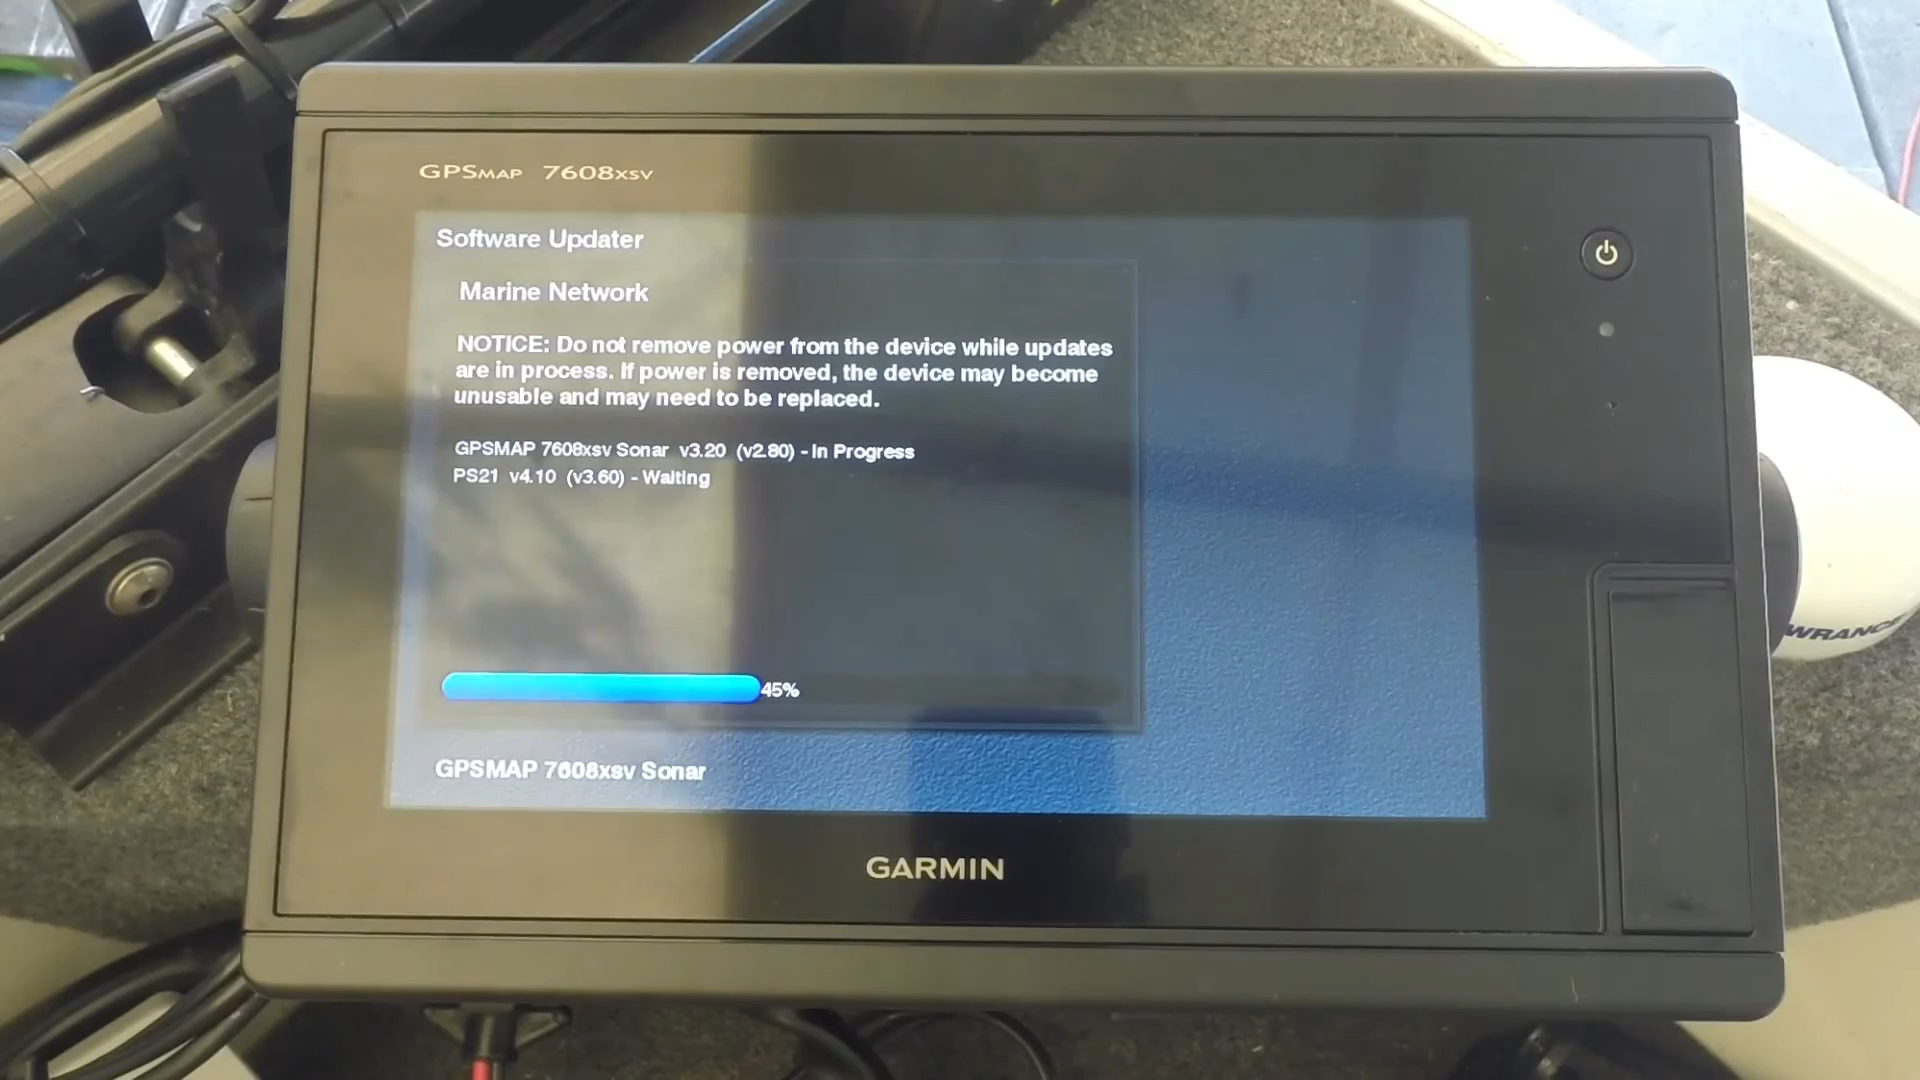 GPSMAP 7608XSV
Software Updater
Marine Network
NOTICE: Do not remove power from the device while updates
are in process. If power is removed, the device may become
unusable and may need to be replaced.
GPSMAP 7608xsv Sonar v3.20 (v2.80) - In Progress
PS21 v4.10 (v3.60) - Waiting
45%
GPSMAP 7608xsv Sonar
GARMIN
WRANCE